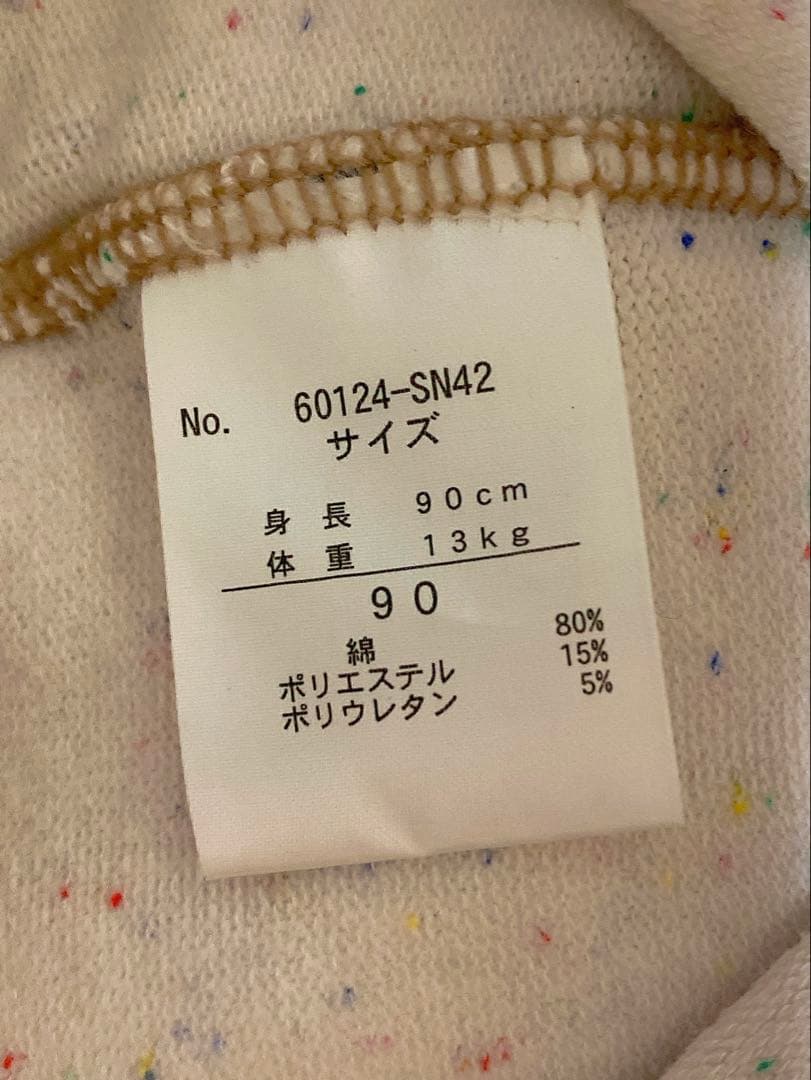 No. 60124-SN42
サイズ
身 長 90cm
体 重 13kg
90
綿 80%
ポリエステル 15%
ポリウレタン 5%